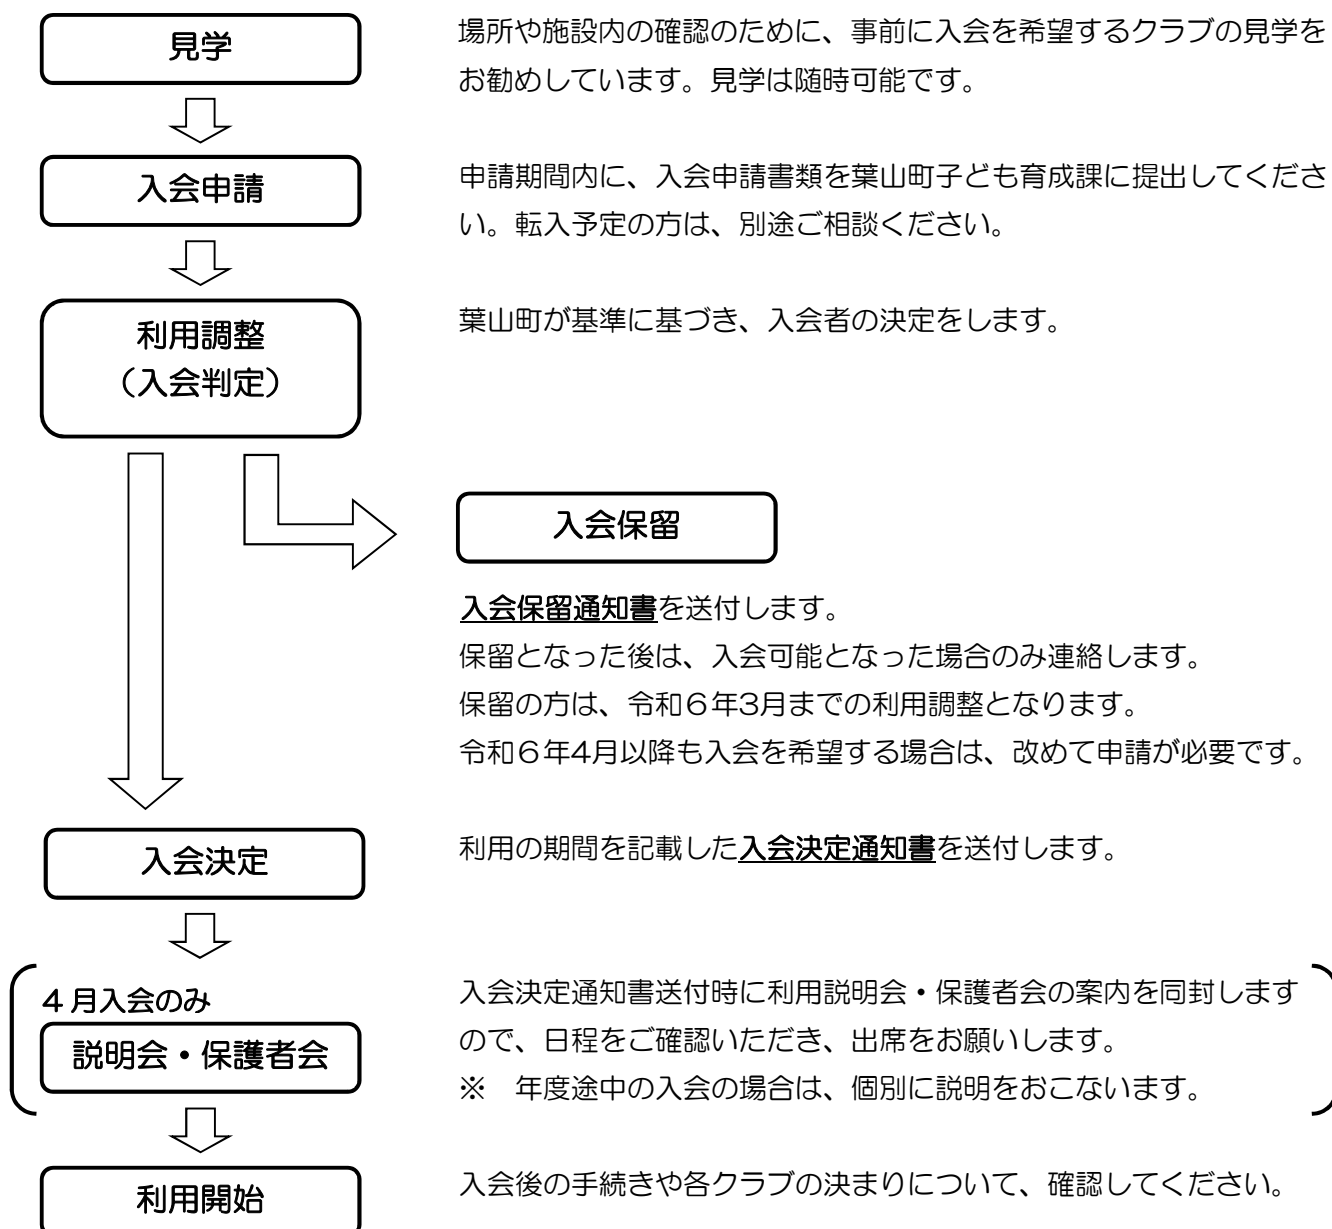 見学
場所や施設内の確認のために、事前に入会を希望するクラブの見学を
お勧めしています。見学は随時可能です。
入会申請
申請期間内に、入会申請書類を葉山町子ども育成課に提出してくださ
い。転入予定の方は、別途ご相談ください。
利用調整
（入会判定）
葉山町が基準に基づき、入会者の決定をします。
入会保留
入会保留通知書を送付します。
保留となった後は、入会可能となった場合のみ連絡します。
保留の方は、令和６年3月までの利用調整となります。
令和６年4月以降も入会を希望する場合は、改めて申請が必要です。
入会決定
利用の期間を記載した入会決定通知書を送付します。
４月入会のみ
説明会・保護者会
入会決定通知書送付時に利用説明会・保護者会の案内を同封します
ので、日程をご確認いただき、出席をお願いします。
※　年度途中の入会の場合は、個別に説明をおこないます。
利用開始
入会後の手続きや各クラブの決まりについて、確認してください。